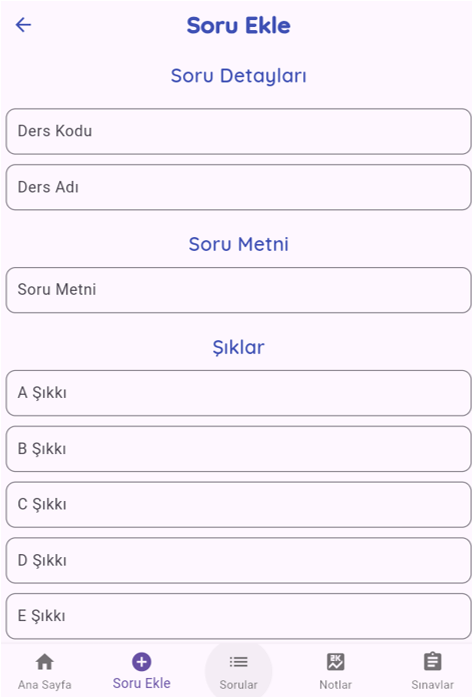 Soru Ekle
Soru Detayları
Ders Kodu
Ders Adı
Soru Metni
Soru Metni
Şıklar
A Şıkkı
B Şıkkı
C Şıkkı
D Şıkkı
E Şıkkı
Ana Sayfa Soru Ekle Sorular Notlar Sınavlar